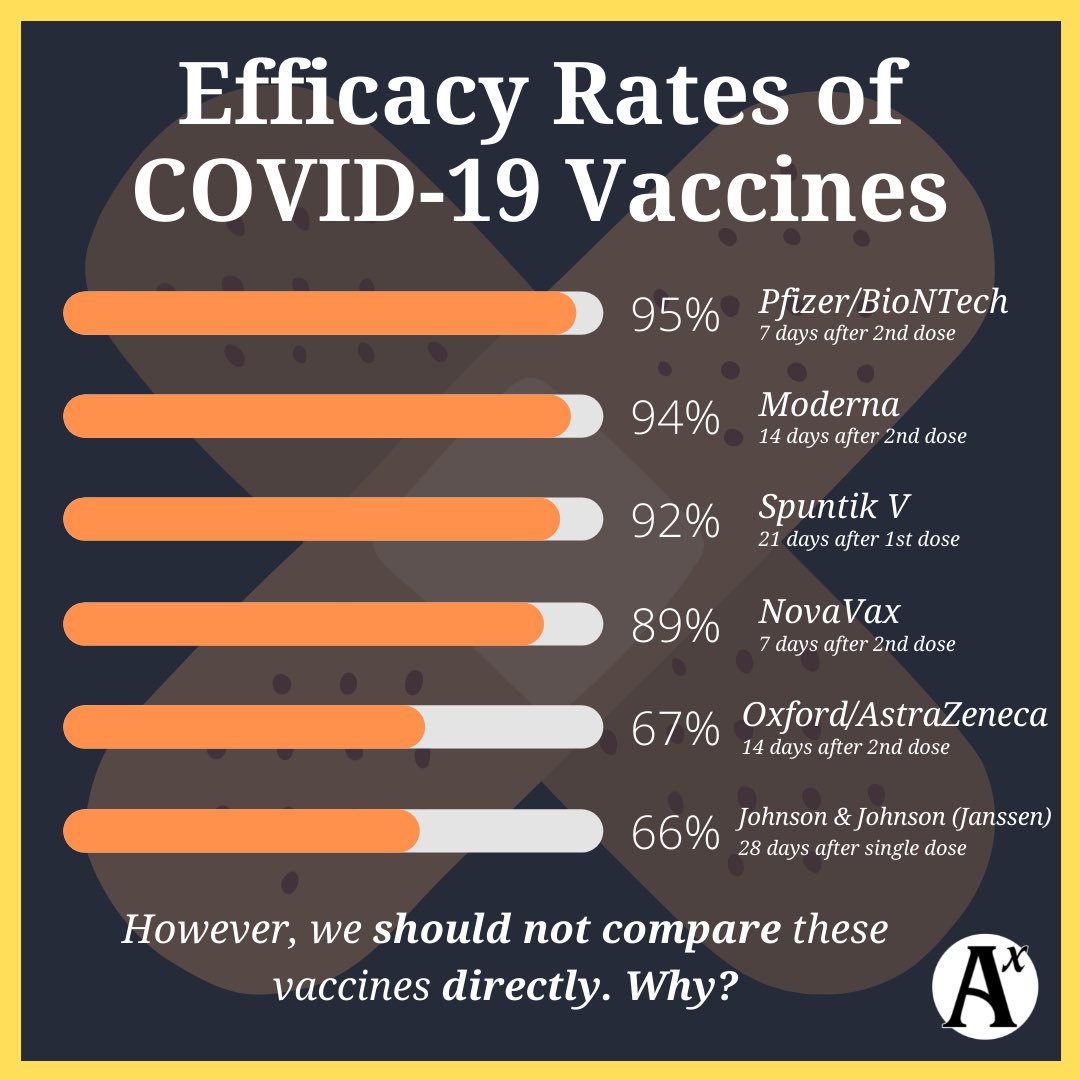 Efficacy Rates of
COVID-19 Vaccines
95%
Pfizer/BioNTech
7 days after 2nd dose
94%
Moderna
14 days after 2nd dose
92%
Spuntik V
21 days after 1st dose
89%
NovaVax
7 days after 2nd dose
67%
Oxford/AstraZeneca
14 days after 2nd dose
66%
Johnson & Johnson (Janssen)
28 days after single dose
However, we should not compare these
vaccines directly. Why?
Ax